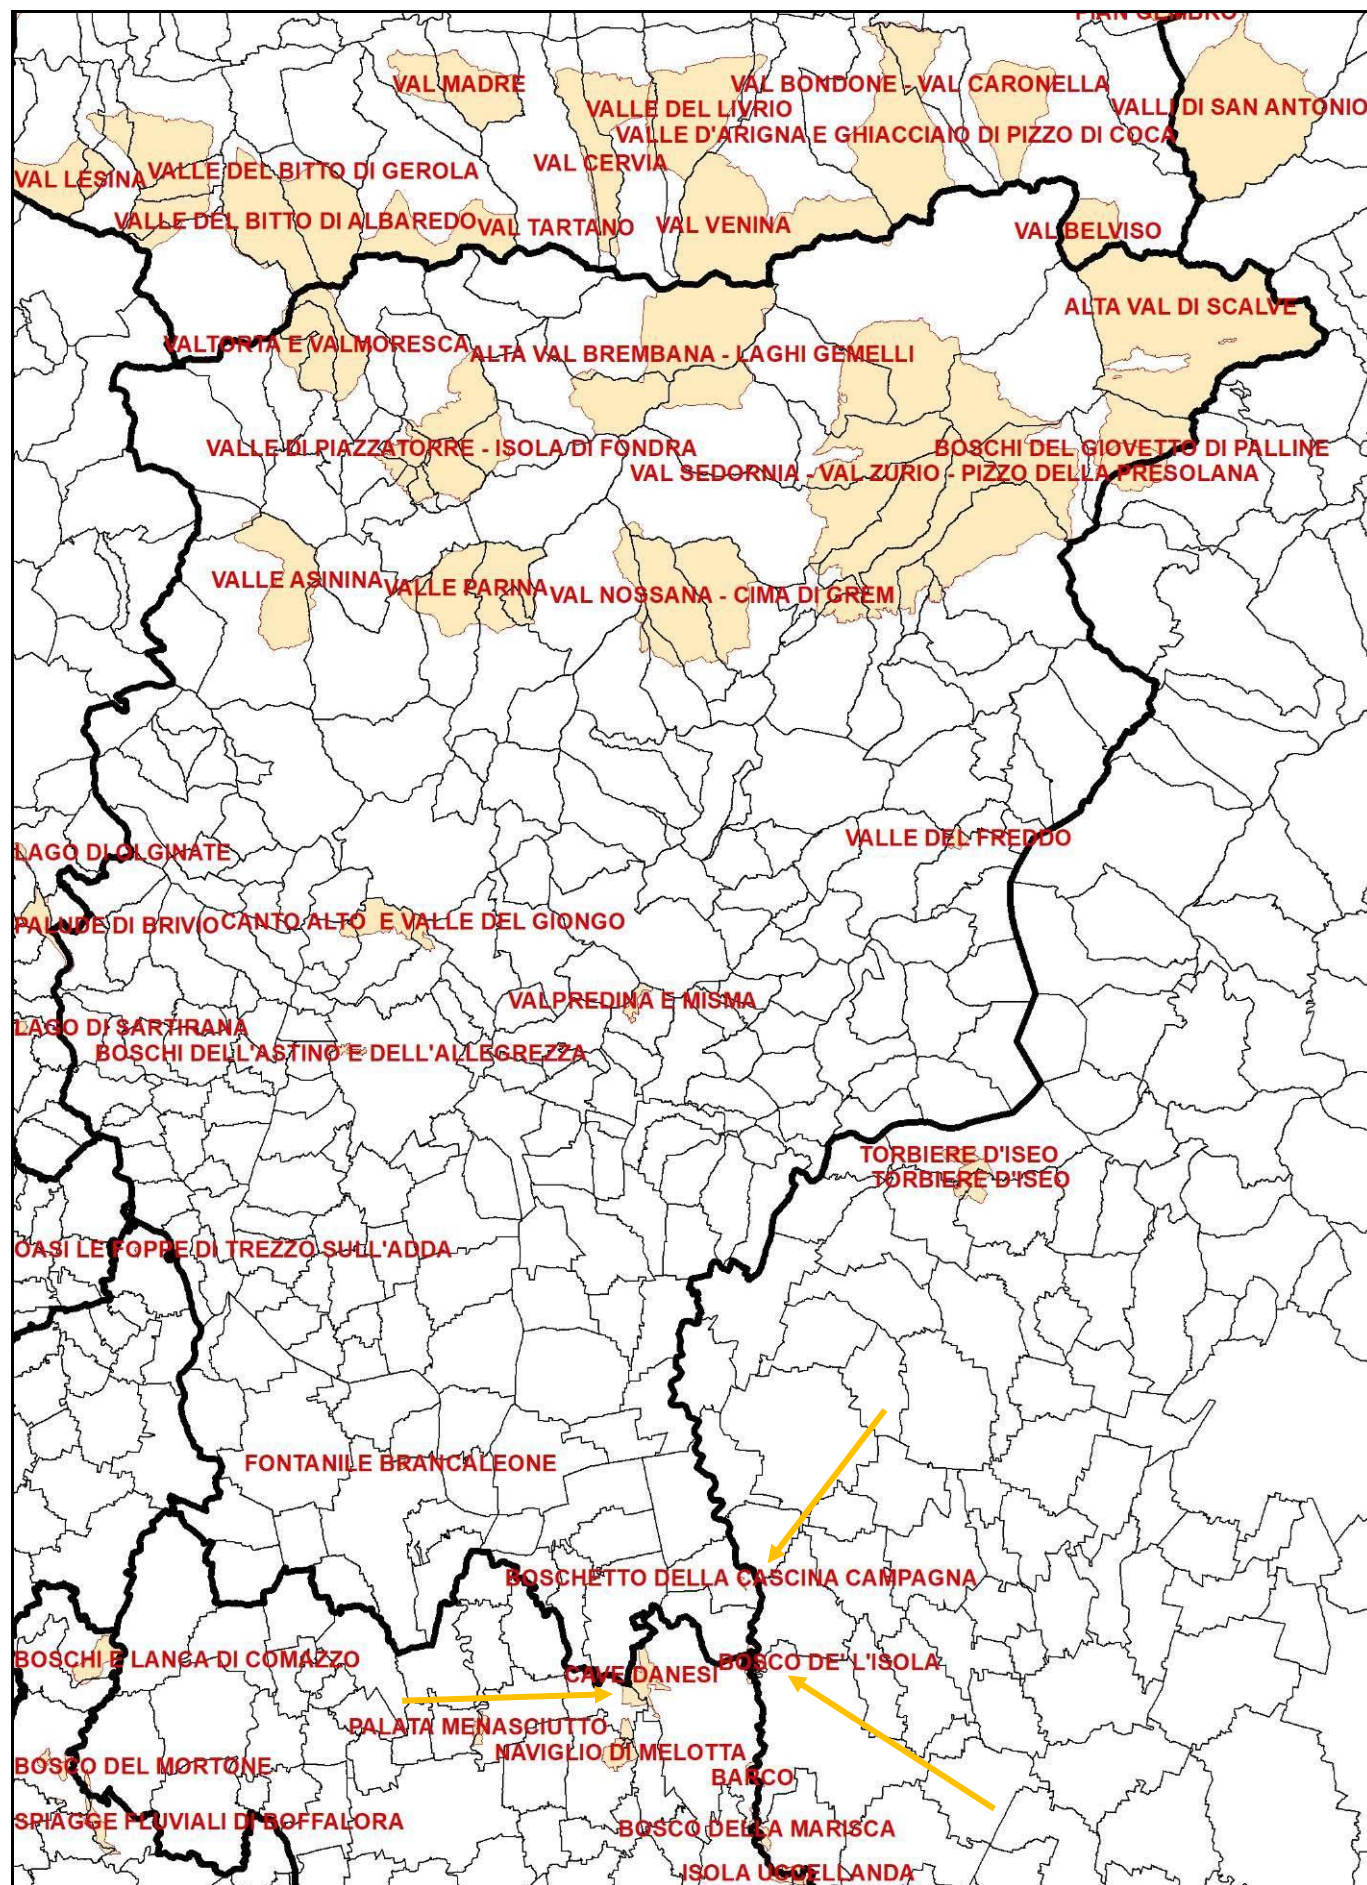 PIAN GEMBRO
VAL MADRE
VAL BONDONE - VAL CARONELLA
VALLE DEL LIVRIO
VALLI DI SAN ANTONIO
VALLE D'ARIGNA E GHIACCIAIO DI PIZZO DI COCA
VAL CERVIA
VALLE DEL BITTO DI GEROLA
VAL LESINA
VALLE DEL BITTO DI ALBAREDO
VAL TARTANO
VAL VENINA
VAL BELVISO
ALTA VAL DI SCALVE
VALTORTA E VALMORESCA
ALTA VAL BREMBANA - LAGHI GEMELLI
VALLE DI PIAZZATORRE - ISOLA DI FONDRA
BOSCHI DEL GIOVETTO DI PALLINE
VAL SEDORNIA - VAL ZURIO - PIZZO DELLA PRESOLANA
VALLE ASININA
VALLE PARINA
VAL NOSSANA - CIMA DI GREM
VALLE DEL FREDDO
LAGO DI OLGINATE
PALUDE DI BRIVIO
CANTO ALTO E VALLE DEL GIONGO
VALPREDINA E MISMA
LAGO DI SARTIRANA
BOSCHI DELL'ASTINO E DELL'ALLEGREZZA
TORBIERE D'ISEO
TORBIERE D'ISEO
OASI LE FOPPE DI TREZZO SULL'ADDA
FONTANILE BRANCALEONE
BOSCHETTO DELLA CASCINA CAMPAGNA
BOSCHI E LANCA DI COMAZZO
BOSCO DE' L'ISOLA
CAVE DANESI
PALATA MENASCIUTTO
NAVIGLIO DI MELOTTA
BOSCO DEL MORTONE
BARCO
SPIAGGE FLUVIALI DI BOFFALORA
BOSCO DELLA MARISCA
ISOLA UCCELLANDA